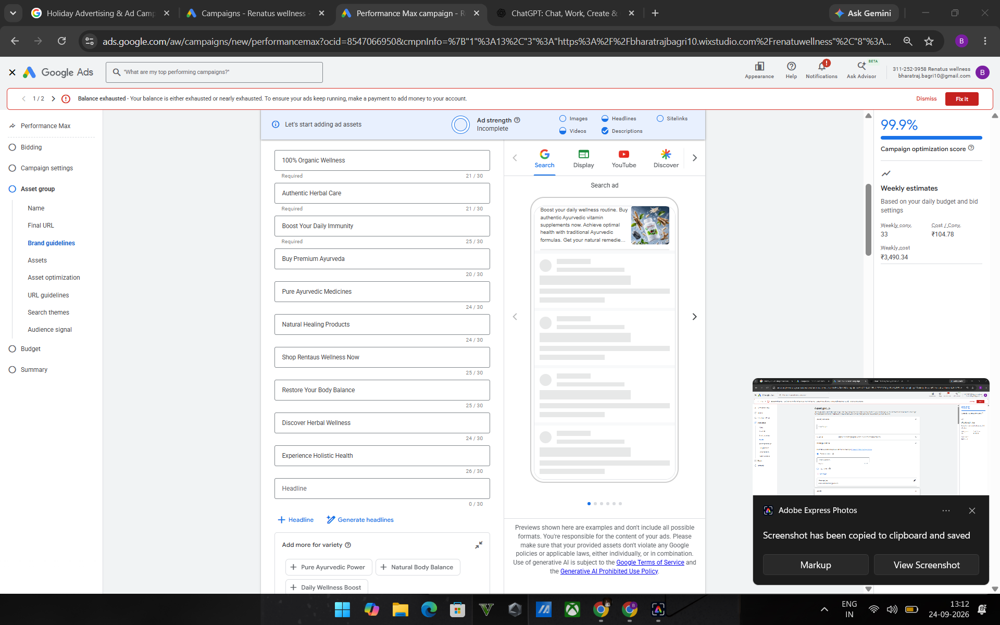 Holiday Advertising & Ad Camp
Campaigns - Renatus wellness -
Performance Max campaign - R
ChatGPT: Chat, Work, Create &
Ask Gemini
ads.google.com/aw/campaigns/new/performancemax?ocid=8547066950&cmpnInfo=%7B"1"%3A13%2C"3"%3A"https%3A%2F%2Fbharatrajbagri10.wixstudio.com%2Frenatuwellness"%2C"8"%3A...
B
Google Ads
"What are my top performing campaigns?"
Appearance
Help
Notifications
BETA
Ask Advisor
311-252-3958 Renatus wellness
bharatraj.bagri10@gmail.com
B
1 / 2
Balance exhausted - Your balance is either exhausted or nearly exhausted. To ensure your ads keep running, make a payment to add money to your account.
Dismiss
Fix It
Performance Max
Bidding
Campaign settings
Asset group
Name
Final URL
Brand guidelines
Assets
Asset optimization
URL guidelines
Search themes
Audience signal
Budget
Summary
Let's start adding ad assets
Ad strength
Incomplete
Images
Headlines
Sitelinks
Videos
Descriptions
100% Organic Wellness
Required 21 / 30
Authentic Herbal Care
Required 21 / 30
Boost Your Daily Immunity
Required 25 / 30
Buy Premium Ayurveda
20 / 30
Pure Ayurvedic Medicines
24 / 30
Natural Healing Products
24 / 30
Shop Rentaus Wellness Now
25 / 30
Restore Your Body Balance
25 / 30
Discover Herbal Wellness
24 / 30
Experience Holistic Health
26 / 30
Headline
0 / 30
Headline
Generate headlines
Add more for variety
Pure Ayurvedic Power
Natural Body Balance
Daily Wellness Boost
Search
Display
YouTube
Discover
Search ad
Boost your daily wellness routine. Buy
authentic Ayurvedic vitamin
supplements now. Achieve optimal
health with traditional Ayurvedic
formulas. Get your natural remedie...
Previews shown here are examples and don't include all possible
formats. You're responsible for the content of your ads. Please
make sure that your provided assets don't violate any Google
policies or applicable laws, either individually, or in combination.
Use of generative AI is subject to the Google Terms of Service and
the Generative AI Prohibited Use Policy.
99.9%
Campaign optimization score
Weekly estimates
Based on your daily budget and bid
settings
Weekly conv.
33
Cost / Conv.
₹104.78
Weekly cost
₹3,490.34
Adobe Express Photos
Screenshot has been copied to clipboard and saved
Markup
View Screenshot
ENG
IN
13:12
24-09-2026